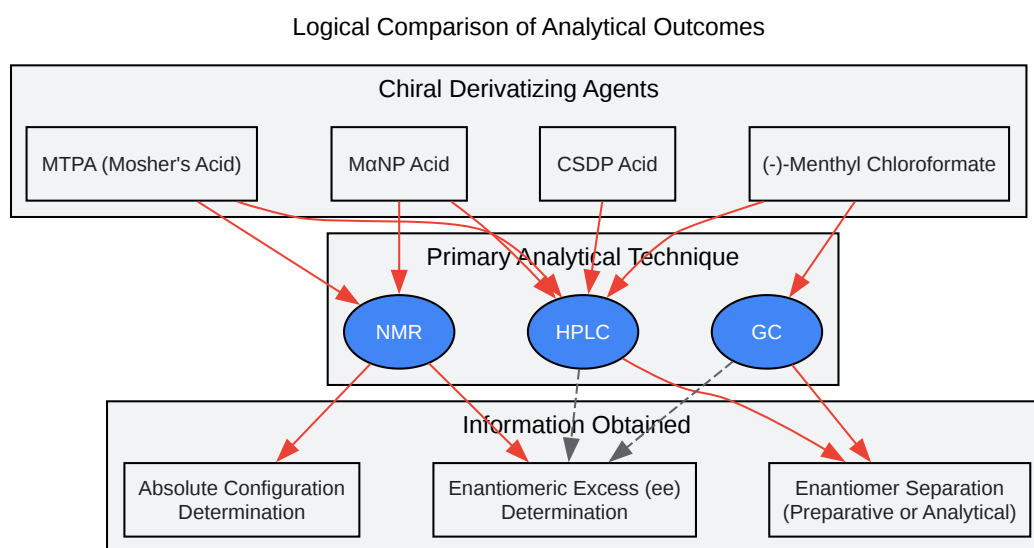 Logical Comparison of Analytical Outcomes
Chiral Derivatizing Agents
MTPA (Mosher's Acid)
MαNP Acid
CSDP Acid
(-)-Menthyl Chloroformate
Primary Analytical Technique
NMR
HPLC
GC
Information Obtained
Absolute Configuration
Determination
Enantiomeric Excess (ee)
Determination
Enantiomer Separation
(Preparative or Analytical)